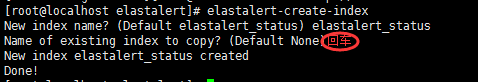 [root@localhost elastalert]# elastalert-create-index
New index name? (Default elastalert_status) elastalert_status
Name of existing index to copy? (Default None) 回车
New index elastalert_status created
Done!